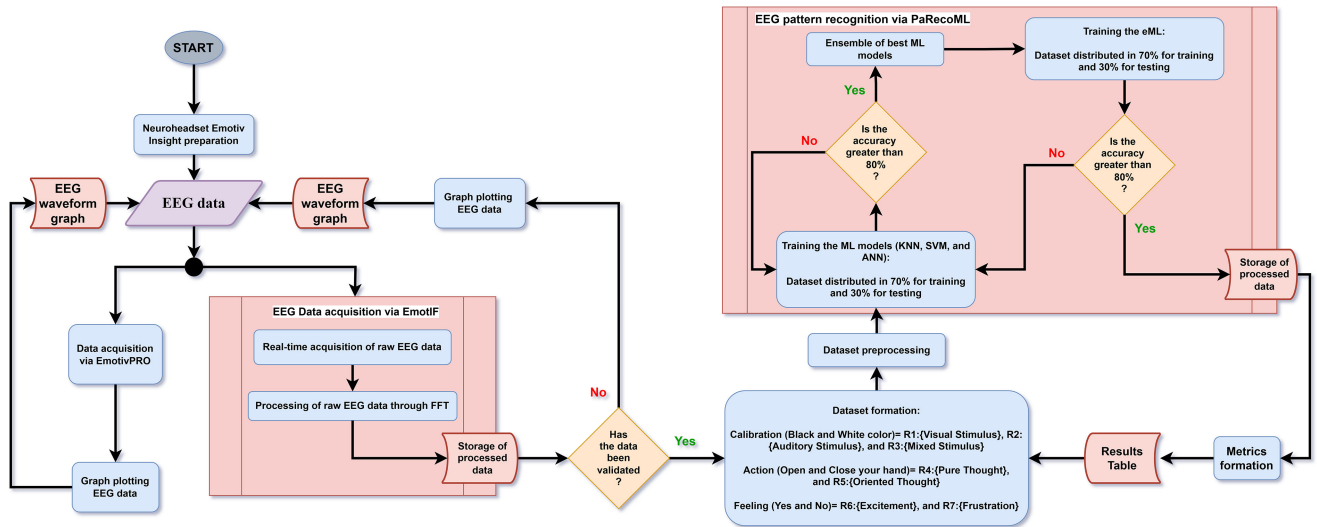 START
Neuroheadset Emotiv
Insight preparation
EEG
waveform
graph
EEG data
EEG
waveform
graph
Graph plotting
EEG data
Data acquisition
via EmotivPRO
Graph plotting
EEG data
EEG Data acquisition via EmotIF
Real-time acquisition of raw EEG data
Processing of raw EEG data through FFT
Storage of
processed
data
No
Has
the data
been
validated
?
Yes
EEG pattern recognition via PaRecoML
Ensemble of best ML
models
Training the eML:
Dataset distributed in 70% for training
and 30% for testing
Yes
No
Is the
accuracy
greater than
80%
?
No
Is the
accuracy
greater than
80%
?
Yes
Training the ML models (KNN, SVM, and
ANN):
Dataset distributed in 70% for training
and 30% for testing
Storage of
processed
data
Dataset preprocessing
Dataset formation:
Calibration (Black and White color)= R1:{Visual Stimulus}, R2:
{Auditory Stimulus}, and R3:{Mixed Stimulus}
Action (Open and Close your hand)= R4:{Pure Thought},
and R5:{Oriented Thought}
Feeling (Yes and No)= R6:{Excitement}, and R7:{Frustration}
Results
Table
Metrics
formation